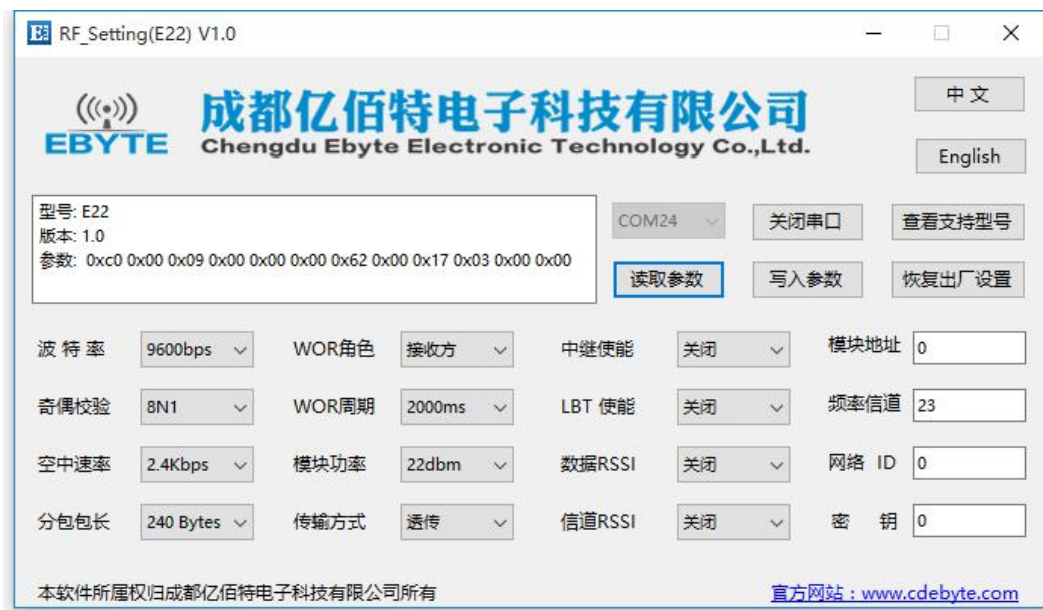 RF_Setting(E22) V1.0
EBYTE
成都亿佰特电子科技有限公司
Chengdu Ebyte Electronic Technology Co.,Ltd.
中 文
English
型号: E22
版本: 1.0
参数: 0xc0 0x00 0x09 0x00 0x00 0x00 0x62 0x00 0x17 0x03 0x00 0x00
COM24 关闭串口 查看支持型号
读取参数 写入参数 恢复出厂设置
波 特 率 9600bps WOR角色 接收方 中继使能 关闭 模块地址 0
奇偶校验 8N1 WOR周期 2000ms LBT 使能 关闭 频率信道 23
空中速率 2.4Kbps 模块功率 22dbm 数据RSSI 关闭 网络 ID 0
分包包长 240 Bytes 传输方式 透传 信道RSSI 关闭 密 钥 0
本软件所属权归成都亿佰特电子科技有限公司所有 官方网站：www.cdebyte.com